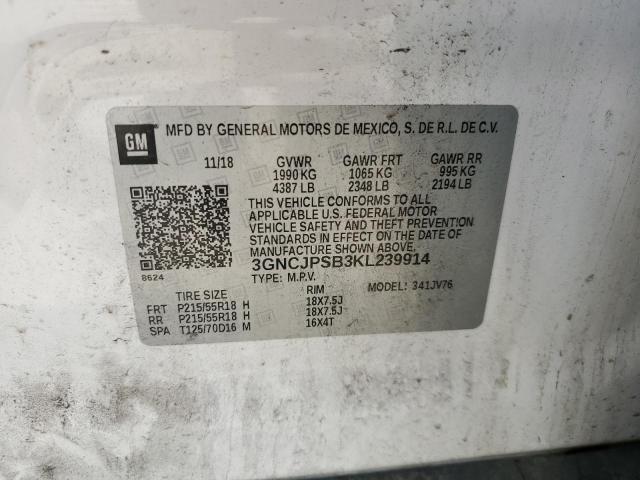 GM
MFD BY GENERAL MOTORS DE MEXICO, S. DE R.L. DE C.V.
11/18 GVWR GAWR FRT GAWR RR
1990 KG 1065 KG 995 KG
4387 LB 2348 LB 2194 LB
THIS VEHICLE CONFORMS TO ALL
APPLICABLE U.S. FEDERAL MOTOR
VEHICLE SAFETY AND THEFT PREVENTION
STANDARDS IN EFFECT ON THE DATE OF
MANUFACTURE SHOWN ABOVE.
3GNCJPSB3KL239914
8624
TYPE: M.P.V. MODEL: 341JV76
TIRE SIZE RIM
FRT P215/55R18 H 18X7.5J
RR P215/55R18 H 18X7.5J
SPA T125/70D16 M 16X4T